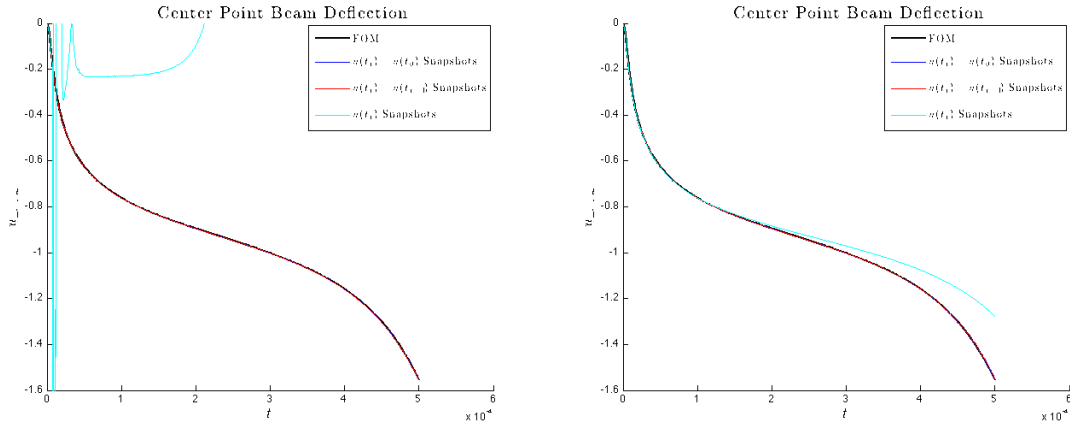 Center Point Beam Deflection
FOM
Snapshots
Snapshots
Snapshots
0
-0.2
-0.4
-0.6
-0.8
-1
-1.2
-1.4
-1.6
0 1 2 3 4 5 6
t
x 10
Center Point Beam Deflection
FOM
Snapshots
Snapshots
Snapshots
0
-0.2
-0.4
-0.6
-0.8
-1
-1.2
-1.4
-1.6
0 1 2 3 4 5 6
t
x 10